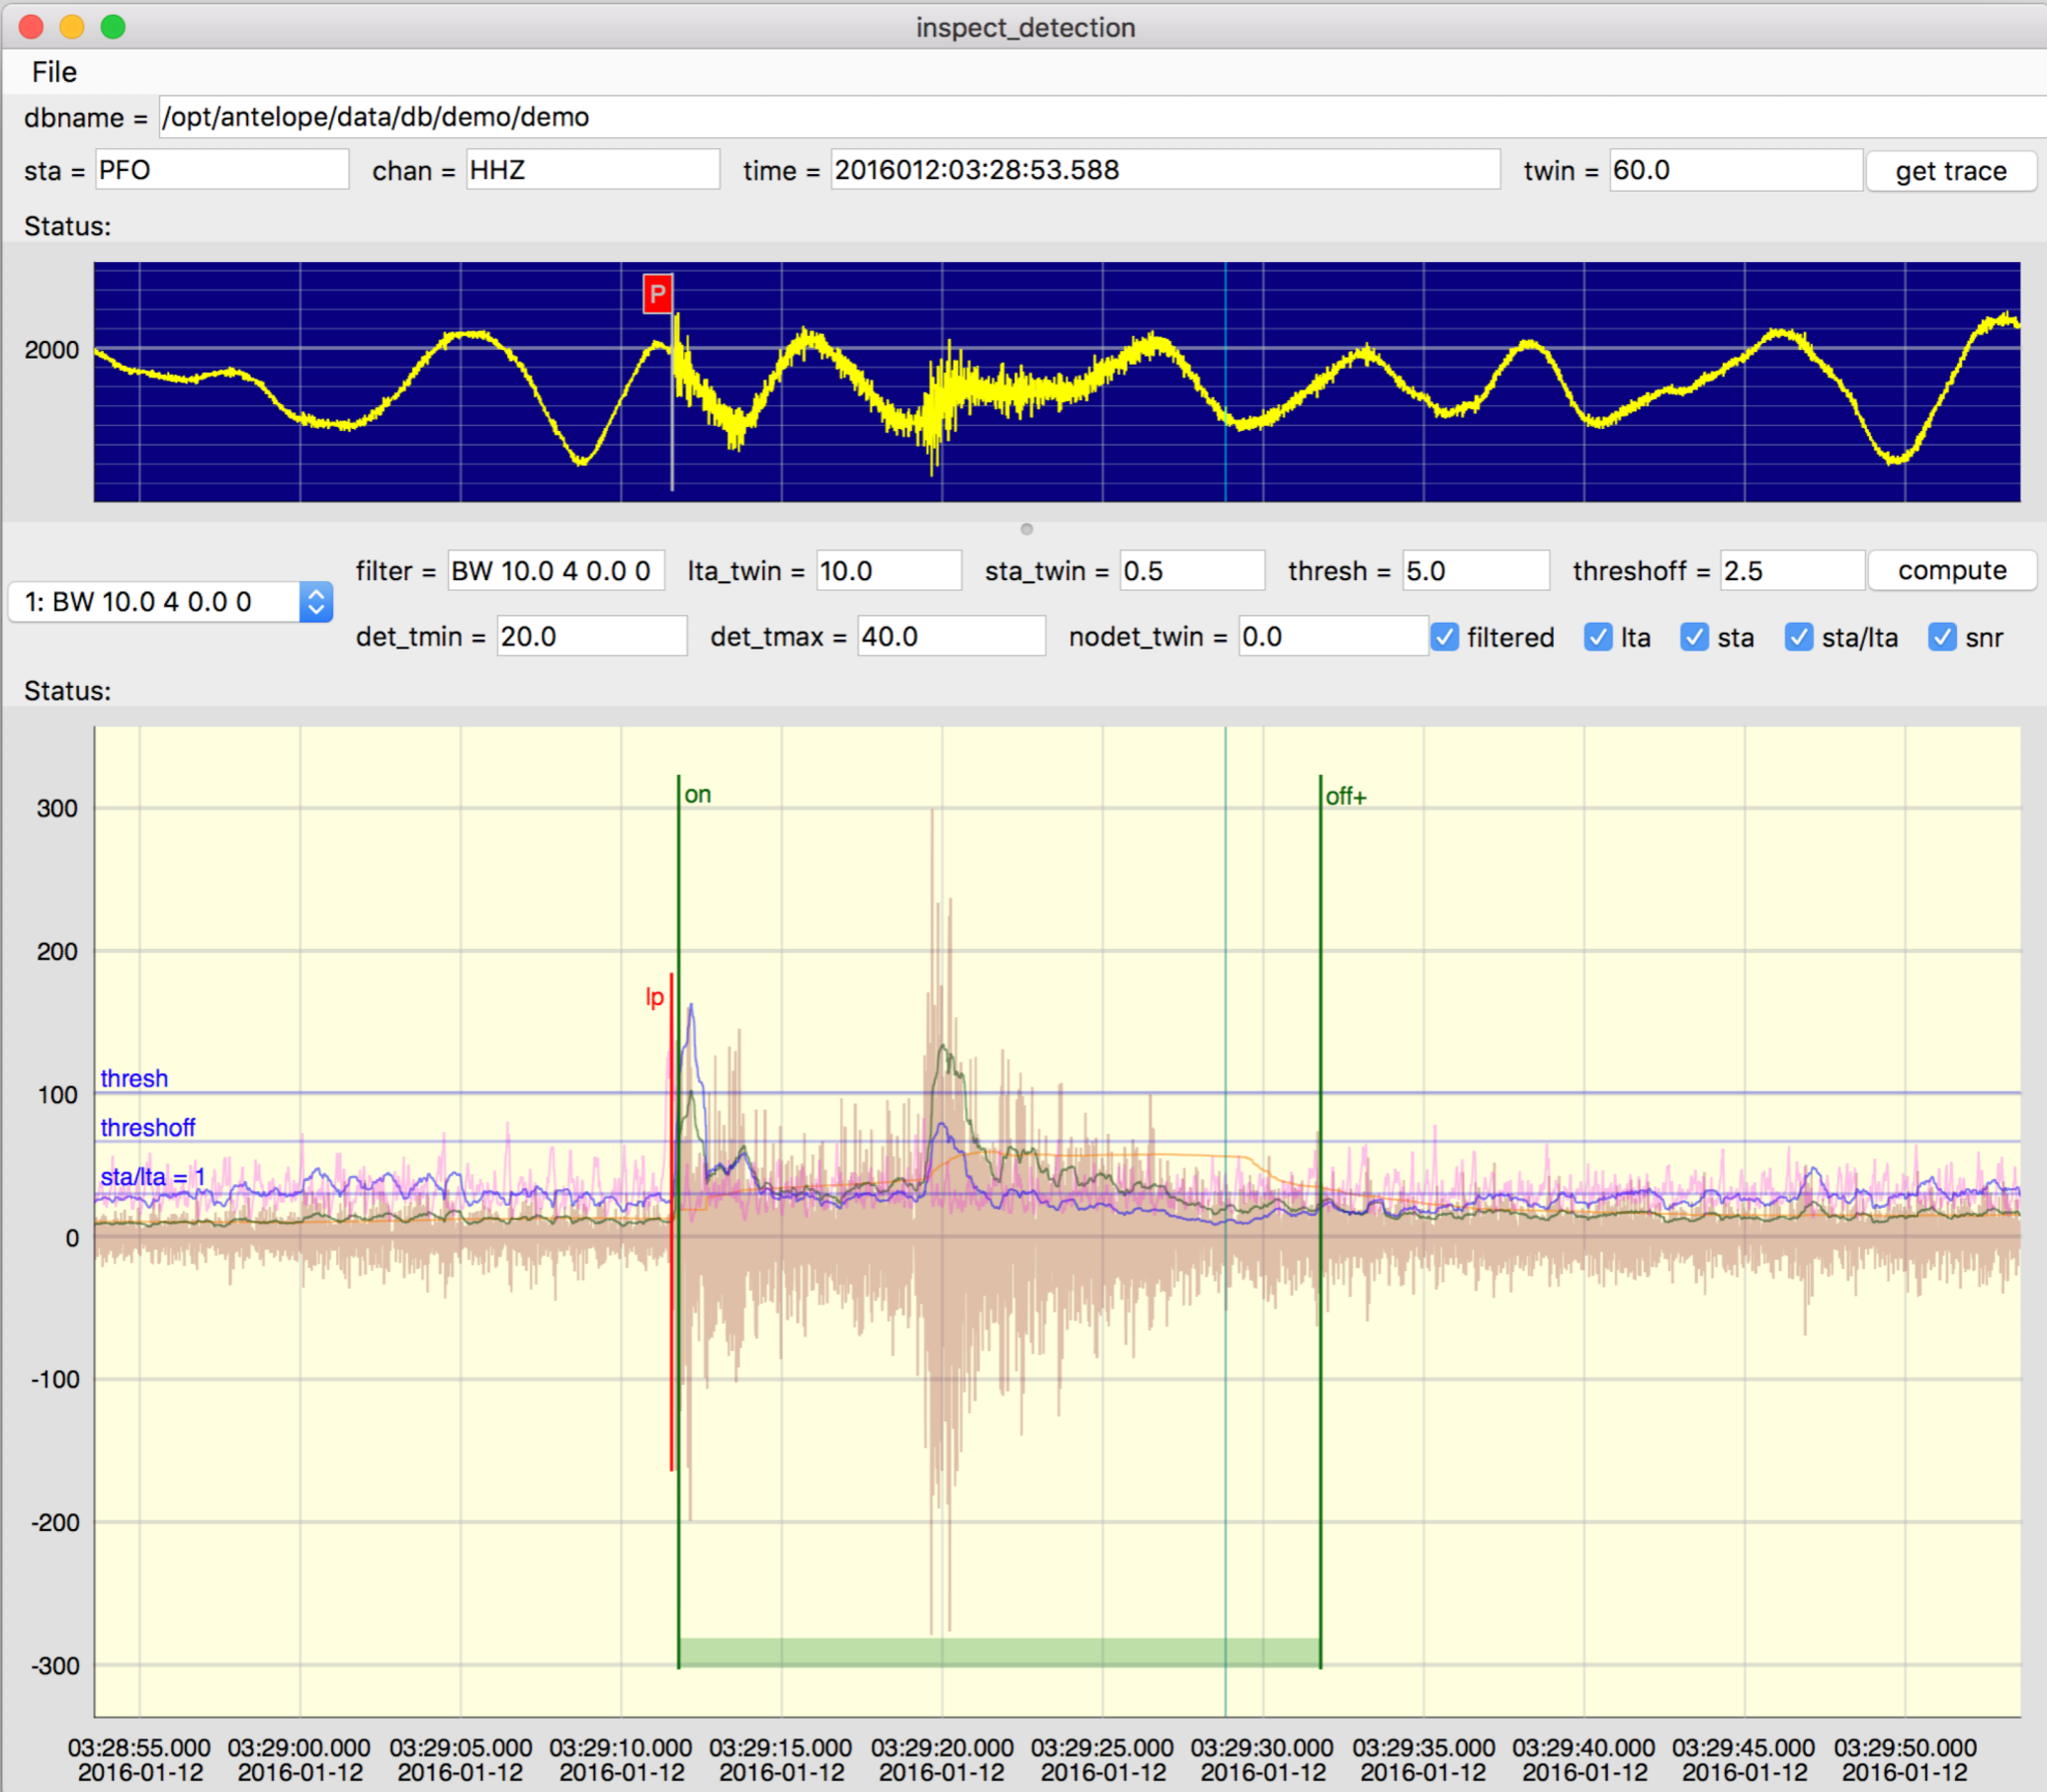 inspect_detection
File
dbname = /opt/antelope/data/db/demo/demo
sta = PFO chan = HHZ time = 2016012:03:28:53.588 twin = 60.0 get trace
Status:
P
2000
filter = BW 10.0 4 0.0 0 lta_twin = 10.0 sta_twin = 0.5 thresh = 5.0 threshoff = 2.5 compute
1: BW 10.0 4 0.0 0
det_tmin = 20.0 det_tmax = 40.0 nodet_twin = 0.0 filtered lta sta sta/lta snr
Status:
on off+
300
200
lp
thresh
100
threshoff
sta/lta = 1
0
-100
-200
-300
03:28:55.000 03:29:00.000 03:29:05.000 03:29:10.000 03:29:15.000 03:29:20.000 03:29:25.000 03:29:30.000 03:29:35.000 03:29:40.000 03:29:45.000 03:29:50.000
2016-01-12 2016-01-12 2016-01-12 2016-01-12 2016-01-12 2016-01-12 2016-01-12 2016-01-12 2016-01-12 2016-01-12 2016-01-12 2016-01-12